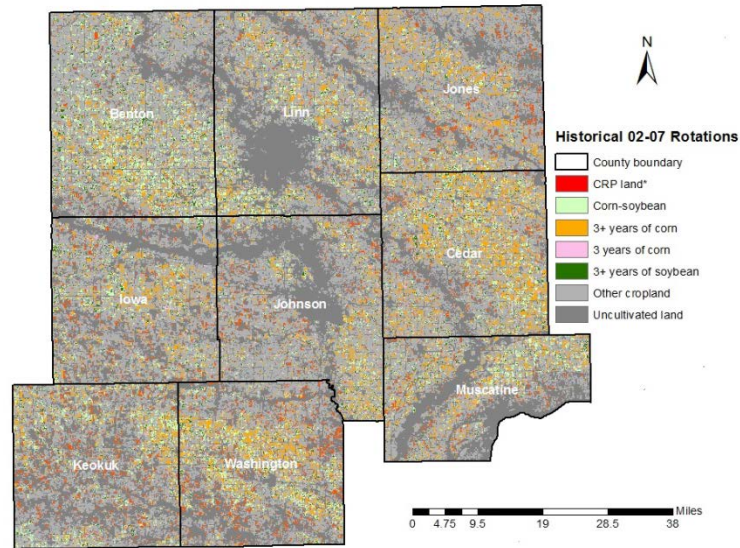 N
Benton
Linn
Jones
Historical 02-07 Rotations
County boundary
CRP land*
Corn-soybean
3+ years of corn
3 years of corn
3+ years of soybean
Other cropland
Uncultivated land
Cedar
Iowa
Johnson
Muscatine
Keokuk
Washington
Miles
0 4.75 9.5 19 28.5 38